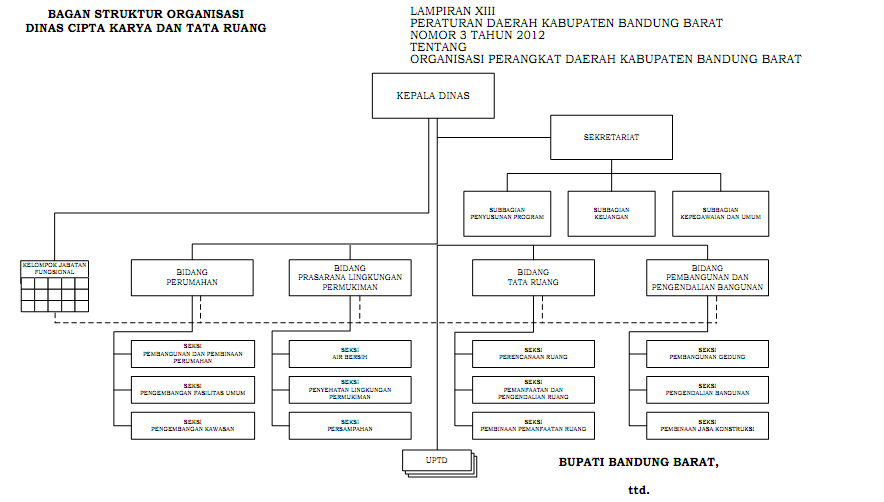 BAGAN STRUKTUR ORGANISASI
DINAS CIPTA KARYA DAN TATA RUANG
LAMPIRAN XIII
PERATURAN DAERAH KABUPATEN BANDUNG BARAT
NOMOR 3 TAHUN 2012
TENTANG
ORGANISASI PERANGKAT DAERAH KABUPATEN BANDUNG BARAT
KEPALA DINAS
SEKRETARIAT
SUBBAGIAN
PENYUSUNAN PROGRAM
SUBBAGIAN
KEUANGAN
SUBBAGIAN
KEPEGAWAIAN DAN UMUM
KELOMPOK JABATAN
FUNGSIONAL
BIDANG
PERUMAHAN
BIDANG
PRASARANA LINGKUNGAN
PERMUKIMAN
BIDANG
TATA RUANG
BIDANG
PEMBANGUNAN DAN
PENGENDALIAN BANGUNAN
SEKSI
PEMBANGUNAN DAN PEMBINAAN
PERUMAHAN
SEKSI
AIR BERSIH
SEKSI
PERENCANAAN RUANG
SEKSI
PEMBANGUNAN GEDUNG
SEKSI
PENGEMBANGAN FASILITAS UMUM
SEKSI
PENYEHATAN LINGKUNGAN
PERMUKIMAN
SEKSI
PEMANFAATAN DAN
PENGENDALIAN RUANG
SEKSI
PENGENDALIAN BANGUNAN
SEKSI
PENGEMBANGAN KAWASAN
SEKSI
PERSAMPAHAN
SEKSI
PEMBINAAN PEMANFAATAN RUANG
SEKSI
PEMBINAAN JASA KONSTRUKSI
UPTD
BUPATI BANDUNG BARAT,
ttd.